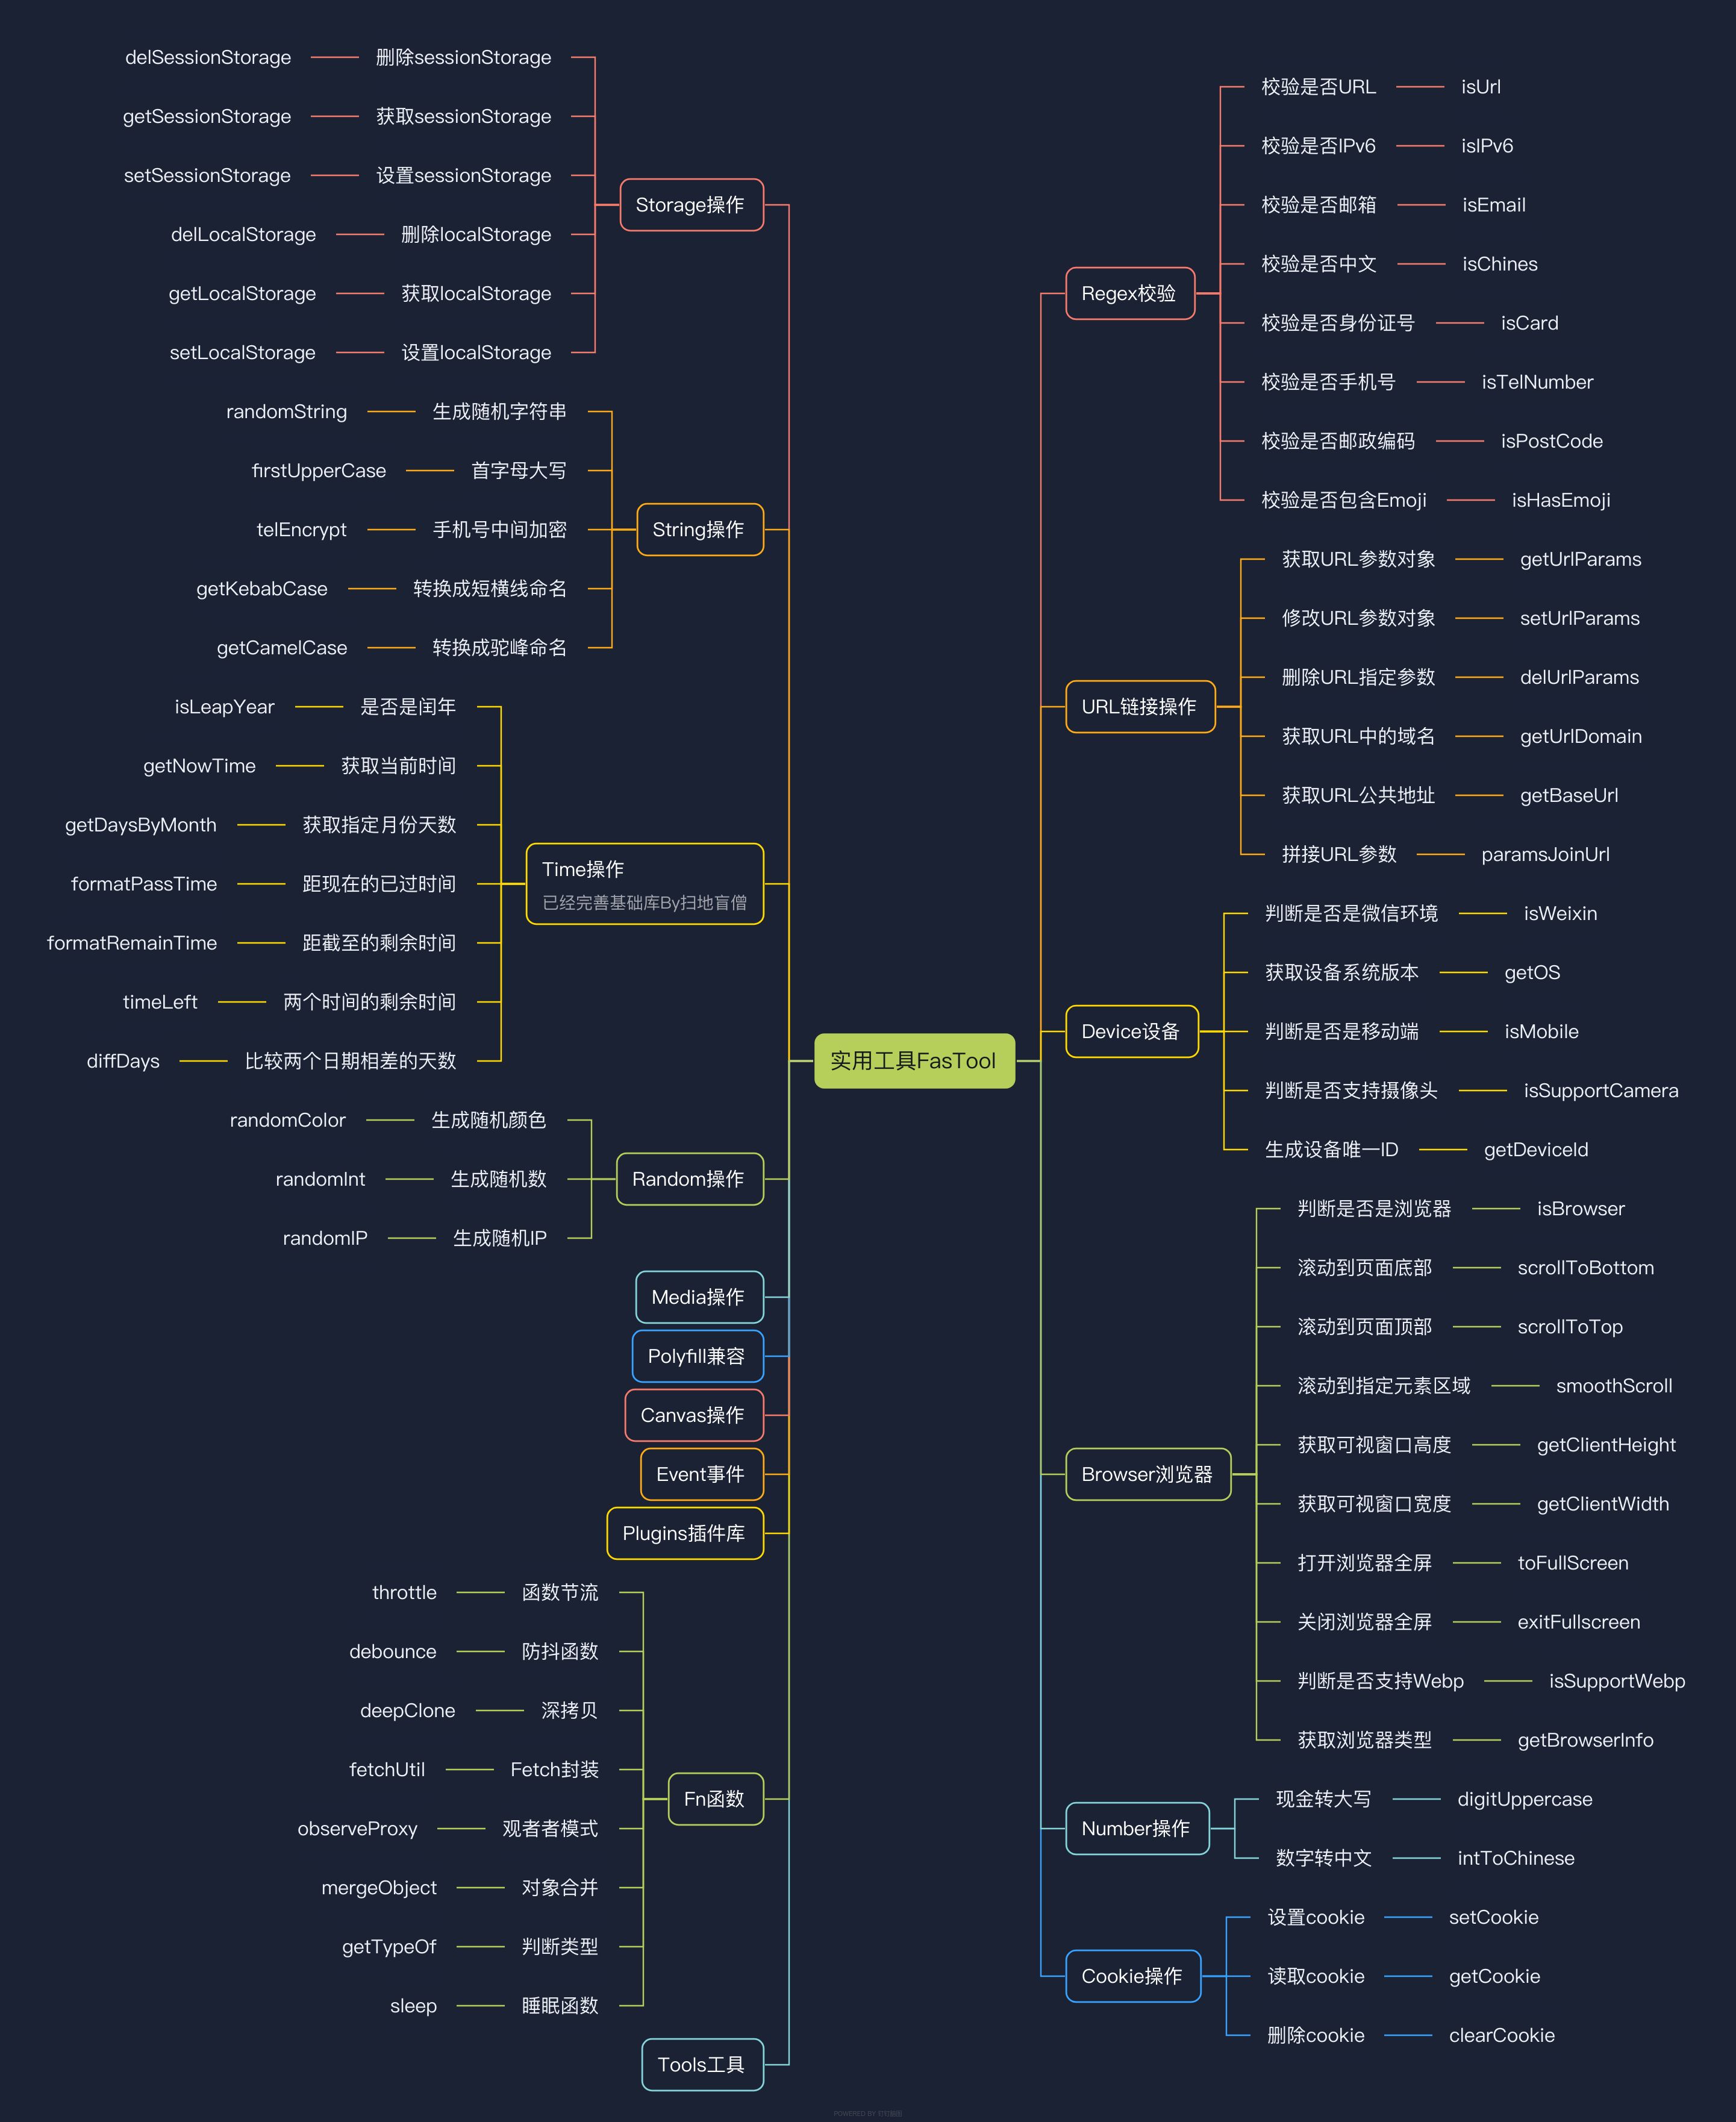 实用工具FasTool
Regex校验
校验是否URL
isUrl
校验是否IPv6
isIPv6
校验是否邮箱
isEmail
校验是否中文
isChines
校验是否身份证号
isCard
校验是否手机号
isTelNumber
校验是否邮政编码
isPostCode
校验是否包含Emoji
isHasEmoji
URL链接操作
获取URL参数对象
getUrlParams
修改URL参数对象
setUrlParams
删除URL指定参数
delUrlParams
获取URL中的域名
getUrlDomain
获取URL公共地址
getBaseUrl
拼接URL参数
paramsJoinUrl
Device设备
判断是否是微信环境
isWeixin
获取设备系统版本
getOS
判断是否是移动端
isMobile
判断是否支持摄像头
isSupportCamera
生成设备唯一ID
getDeviceId
Browser浏览器
判断是否是浏览器
isBrowser
滚动到页面底部
scrollToBottom
滚动到页面顶部
scrollToTop
滚动到指定元素区域
smoothScroll
获取可视窗口高度
getClientHeight
获取可视窗口宽度
getClientWidth
打开浏览器全屏
toFullScreen
关闭浏览器全屏
exitFullscreen
判断是否支持Webp
isSupportWebp
获取浏览器类型
getBrowserInfo
Number操作
现金转大写
digitUppercase
数字转中文
intToChinese
Cookie操作
设置cookie
setCookie
读取cookie
getCookie
删除cookie
clearCookie
Storage操作
删除sessionStorage
delSessionStorage
获取sessionStorage
getSessionStorage
设置sessionStorage
setSessionStorage
删除localStorage
delLocalStorage
获取localStorage
getLocalStorage
设置localStorage
setLocalStorage
String操作
生成随机字符串
randomString
首字母大写
firstUpperCase
手机号中间加密
telEncrypt
转换成短横线命名
getKebabCase
转换成驼峰命名
getCamelCase
Time操作
已经完善基础库By扫地盲僧
是否是闰年
isLeapYear
获取当前时间
getNowTime
获取指定月份天数
getDaysByMonth
距现在的已过时间
formatPassTime
距截至的剩余时间
formatRemainTime
两个时间的剩余时间
timeLeft
比较两个日期相差的天数
diffDays
Random操作
生成随机颜色
randomColor
生成随机数
randomInt
生成随机IP
randomIP
Media操作
Polyfill兼容
Canvas操作
Event事件
Plugins插件库
Fn函数
函数节流
throttle
防抖函数
debounce
深拷贝
deepClone
Fetch封装
fetchUtil
观者者模式
observeProxy
对象合并
mergeObject
判断类型
getTypeOf
睡眠函数
sleep
Tools工具
POWERED BY